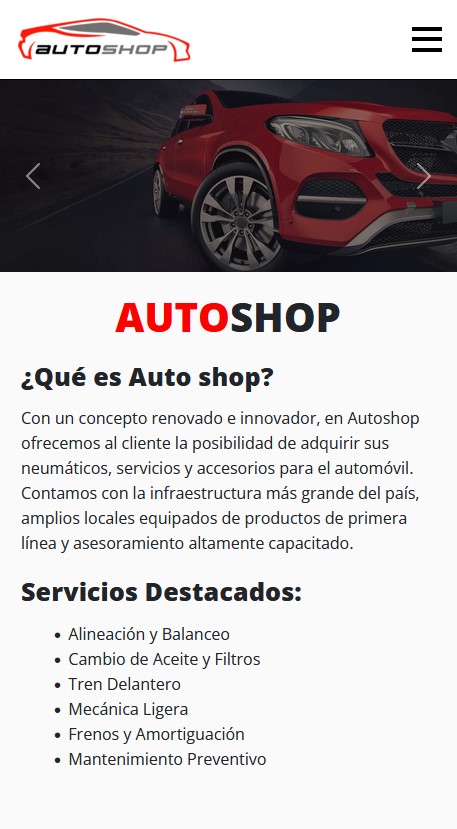 AUTOSHOP
AUTOSHOP
¿Qué es Auto shop?
Con un concepto renovado e innovador, en Autoshop
ofrecemos al cliente la posibilidad de adquirir sus
neumáticos, servicios y accesorios para el automóvil.
Contamos con la infraestructura más grande del país,
amplios locales equipados de productos de primera
línea y asesoramiento altamente capacitado.
Servicios Destacados:
• Alineación y Balanceo
• Cambio de Aceite y Filtros
• Tren Delantero
• Mecánica Ligera
• Frenos y Amortiguación
• Mantenimiento Preventivo